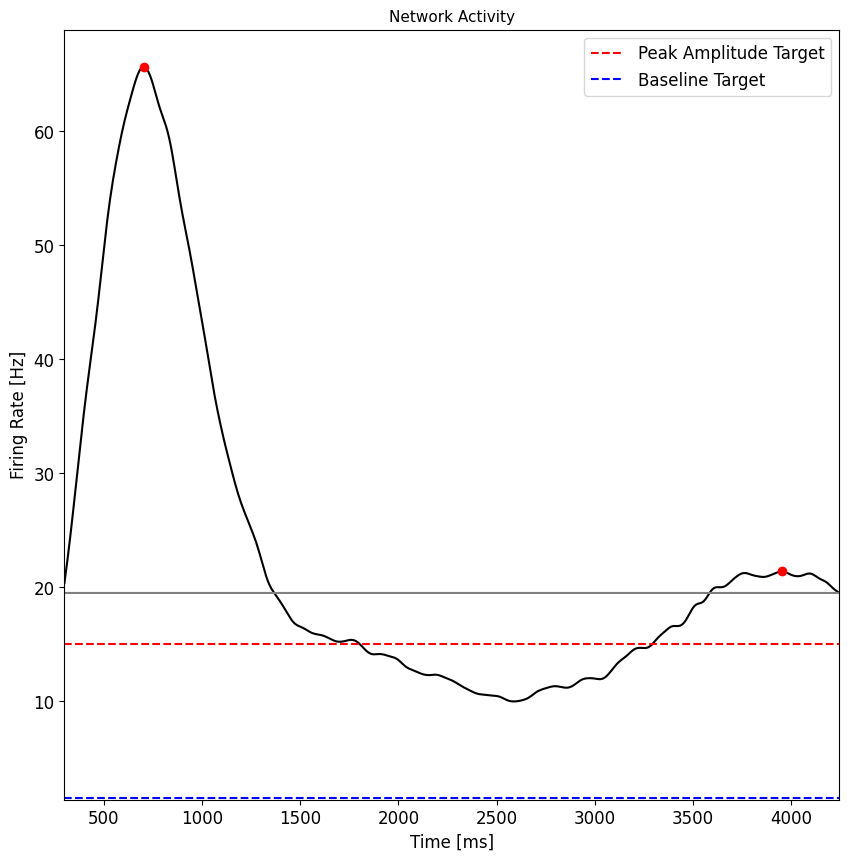 Network Activity
Peak Amplitude Target
Baseline Target
Firing Rate [Hz]
60
50
40
30
20
10
500 1000 1500 2000 2500 3000 3500 4000
Time [ms]